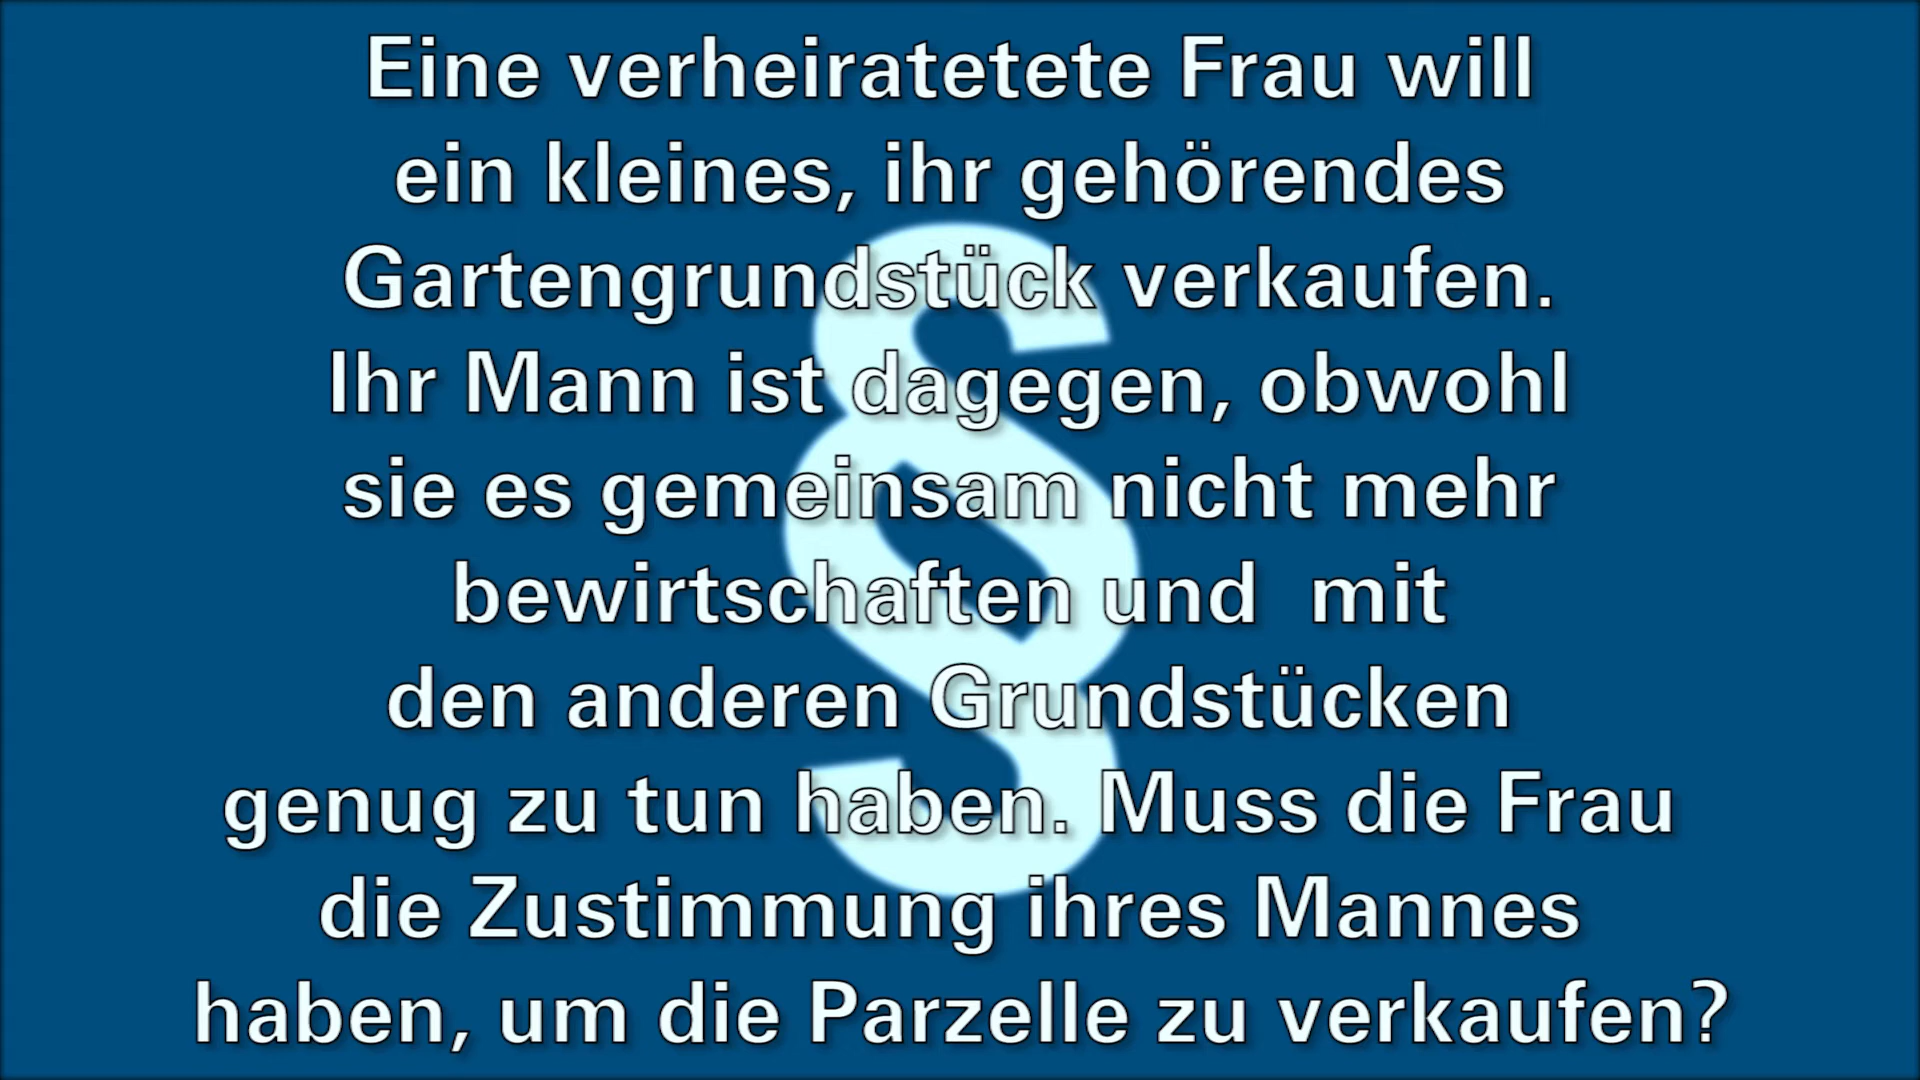 Eine verheiratetete Frau will
ein kleines, ihr gehörendes
Gartengrundstück verkaufen.
Ihr Mann ist dagegen, obwohl
sie es gemeinsam nicht mehr
bewirtschaften und  mit
den anderen Grundstücken
genug zu tun haben. Muss die Frau
die Zustimmung ihres Mannes
haben, um die Parzelle zu verkaufen?